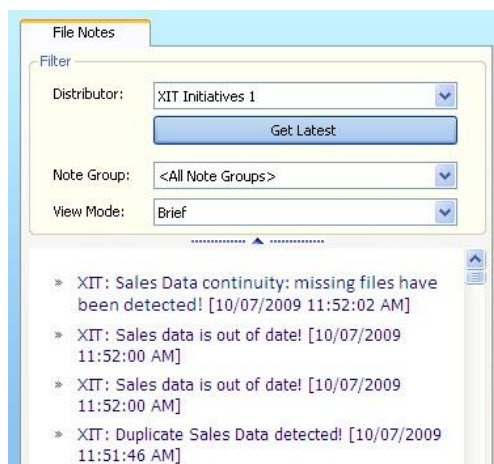 File Notes
Filter
Distributor: XIT Initiatives 1
Get Latest
Note Group: <All Note Groups>
View Mode: Brief
» XIT: Sales Data continuity: missing files have
been detected! [10/07/2009 11:52:02 AM]
» XIT: Sales data is out of date! [10/07/2009
11:52:00 AM]
» XIT: Sales data is out of date! [10/07/2009
11:52:00 AM]
» XIT: Duplicate Sales Data detected! [10/07/2009
11:51:46 AM]